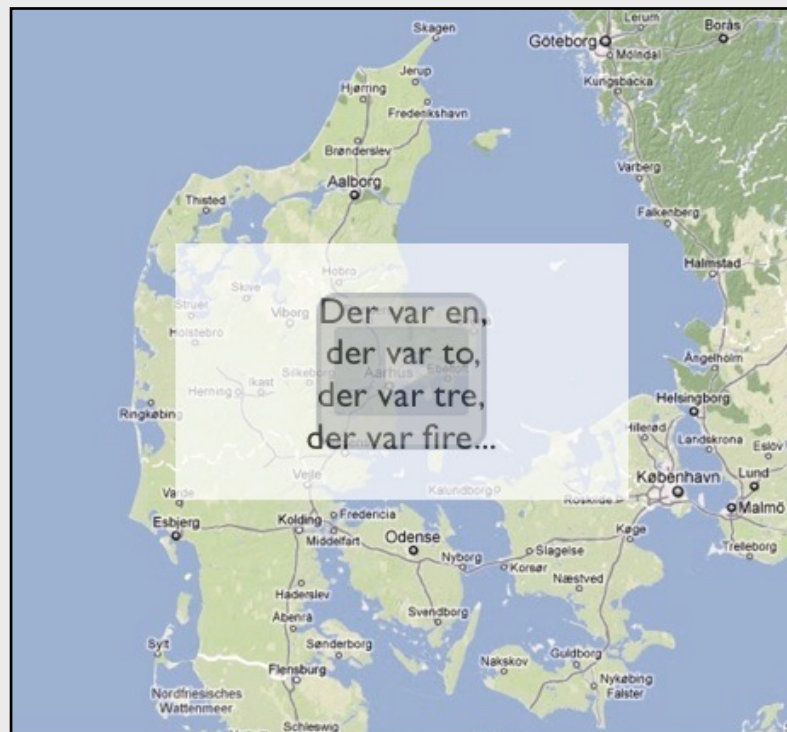 Skagen
Lerum
Borås
Göteborg
Mölndal
Jerup
Hjørring
Kungsbacka
Frederikshavn
Brønderslev
Varberg
Aalborg
Thisted
Falkenberg
Halmstad
Hobro
Skive
Struer
Viborg
Holstebro
Der var en,
der var to,
der var tre,
der var fire...
Ängelholm
Silkeborg
Aarhus
Ebeltoft
Herning
Ikast
Ringkøbing
Helsingborg
Hillerød
Landskrona
Eslöv
Vejle
Kalundborg
København
Lund
Varde
Roskilde
Malmö
Esbjerg
Kolding
Fredericia
Middelfart
Odense
Køge
Slagelse
Trelleborg
Nyborg
Korsør
Næstved
Haderslev
Svendborg
Åbenrå
Sylt
Sønderborg
Guldborg
Nakskov
Flensburg
Nykøbing
Falster
Nordfriesisches
Wattenmeer
Schleswig